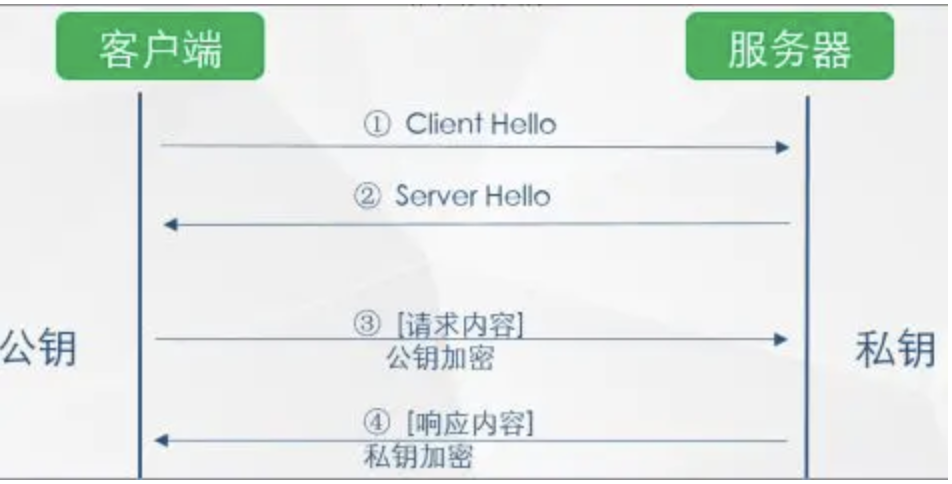 客户端
服务器
① Client Hello
② Server Hello
③ [请求内容]
公钥加密
公钥
私钥
④ [响应内容]
私钥加密